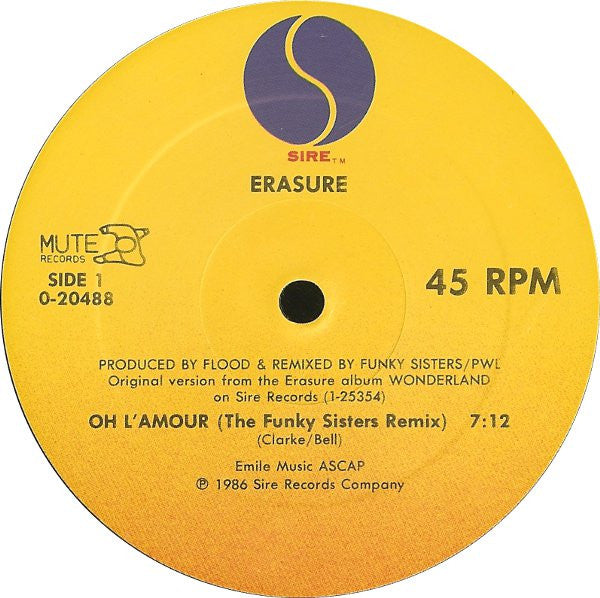 SIRE TM
ERASURE
MUTE
RECORDS
SIDE 1
0-20488
45 RPM
PRODUCED BY FLOOD & REMIXED BY FUNKY SISTERS/PWL
Original version from the Erasure album WONDERLAND
on Sire Records (1-25354)
OH L'AMOUR (The Funky Sisters Remix) 7:12
(Clarke/Bell)
Emile Music ASCAP
℗ 1986 Sire Records Company